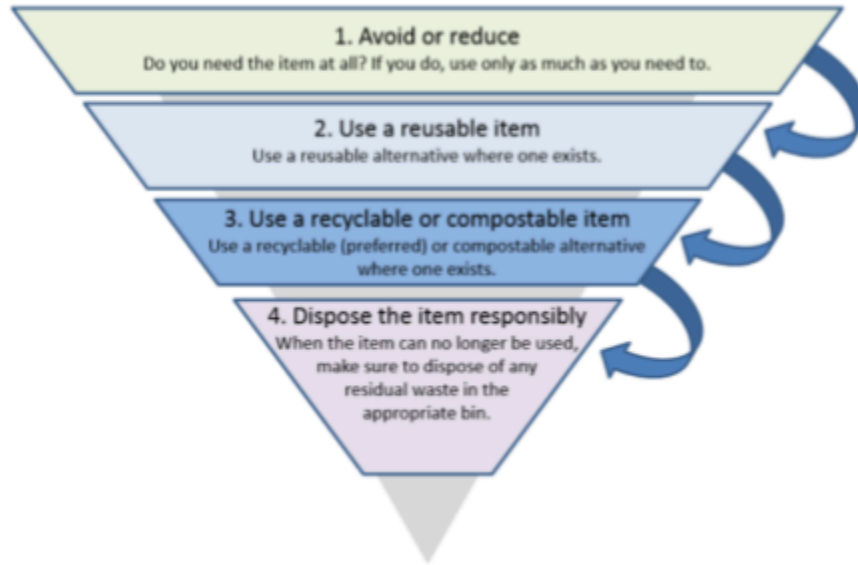 1. Avoid or reduce
Do you need the item at all? If you do, use only as much as you need to.
2. Use a reusable item
Use a reusable alternative where one exists.
3. Use a recyclable or compostable item
Use a recyclable (preferred) or compostable alternative
where one exists.
4. Dispose the item responsibly
When the item can no longer be used,
make sure to dispose of any
residual waste in the
appropriate bin.